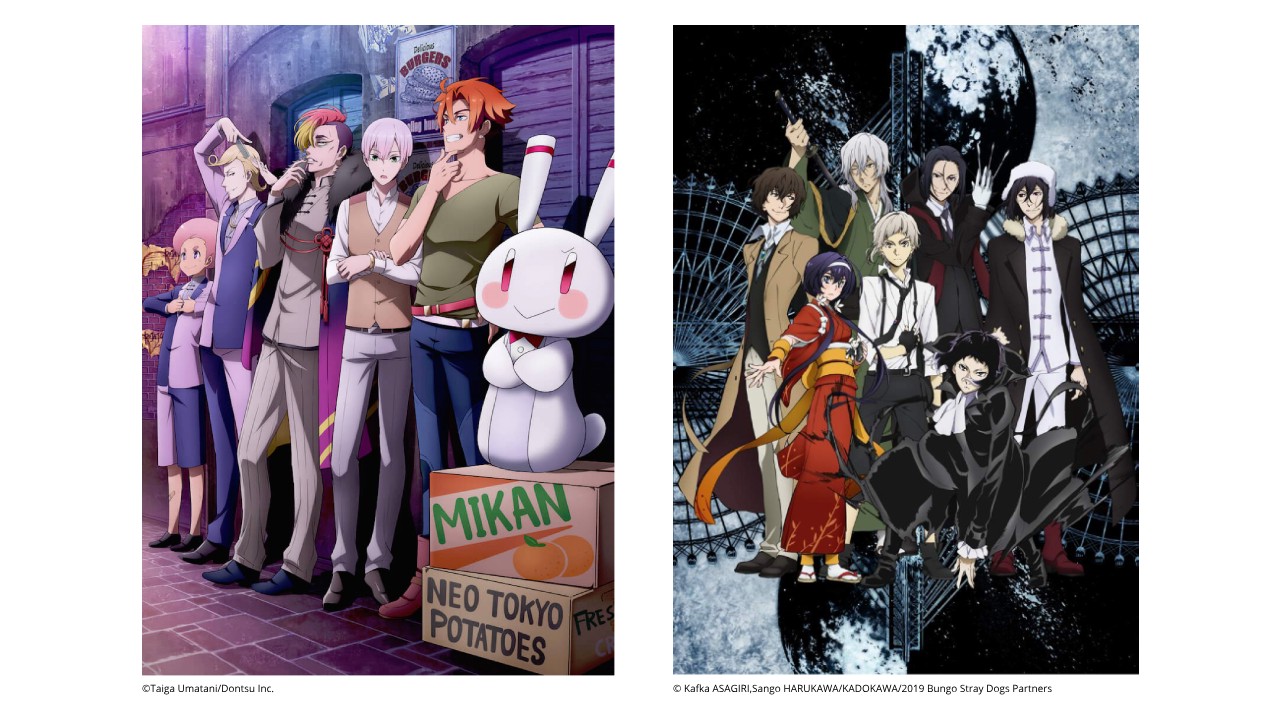 Delicious
BURGERS
MIKAN
NEO TOKYO
POTATOES
FRES
©Taiga Umatani/Dontsu Inc.
© Kafka ASAGIRI,Sango HARUKAWA/KADOKAWA/2019 Bungo Stray Dogs Partners